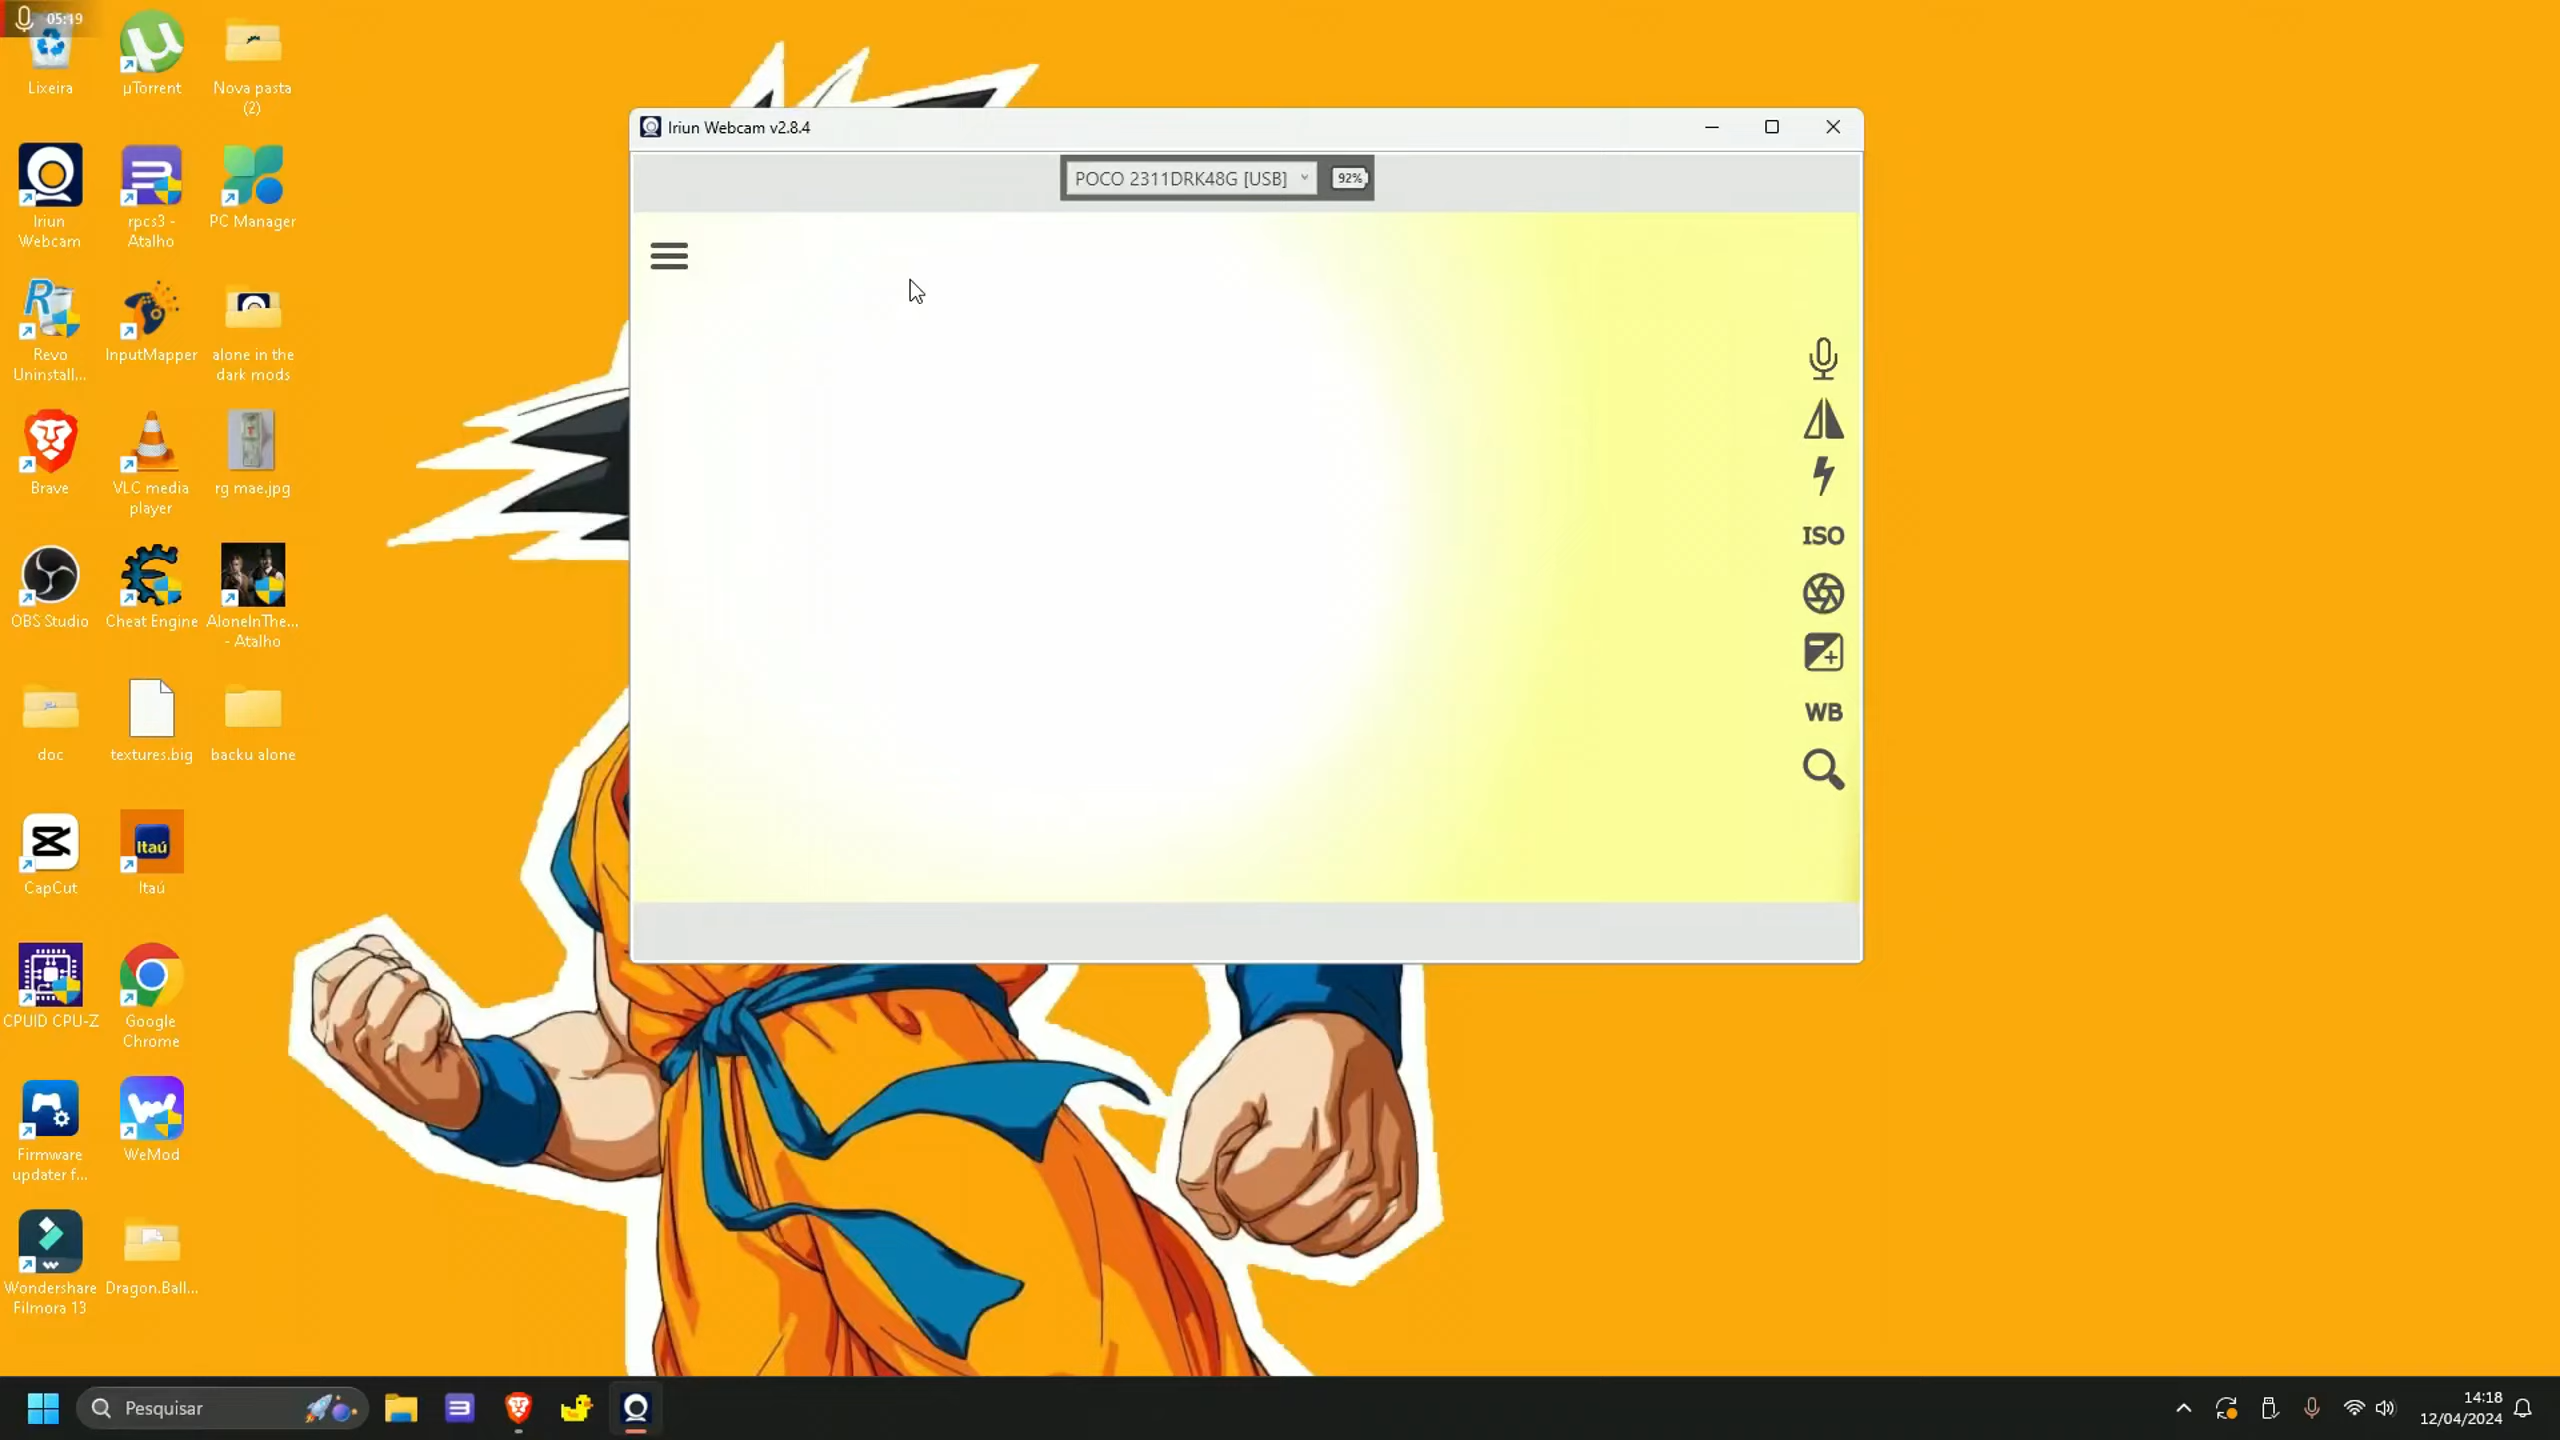 05:19
Lixeira
µTorrent
Nova pasta
(2)
Iriun
Webcam
rpcs3 -
Atalho
PC Manager
Revo
Uninstall...
InputMapper
alone in the
dark mods
Brave
VLC media
player
rg mae.jpg
OBS Studio
Cheat Engine
AloneInThe...
- Atalho
doc
textures.big
backu alone
CapCut
Itaú
Itaú
CPUID CPU-Z
Google
Chrome
Firmware
updater f...
WeMod
Wondershare
Filmora 13
Dragon.Ball...
Iriun Webcam v2.8.4
POCO 2311DRK48G [USB]
92%
ISO
WB
Pesquisar
14:18
12/04/2024